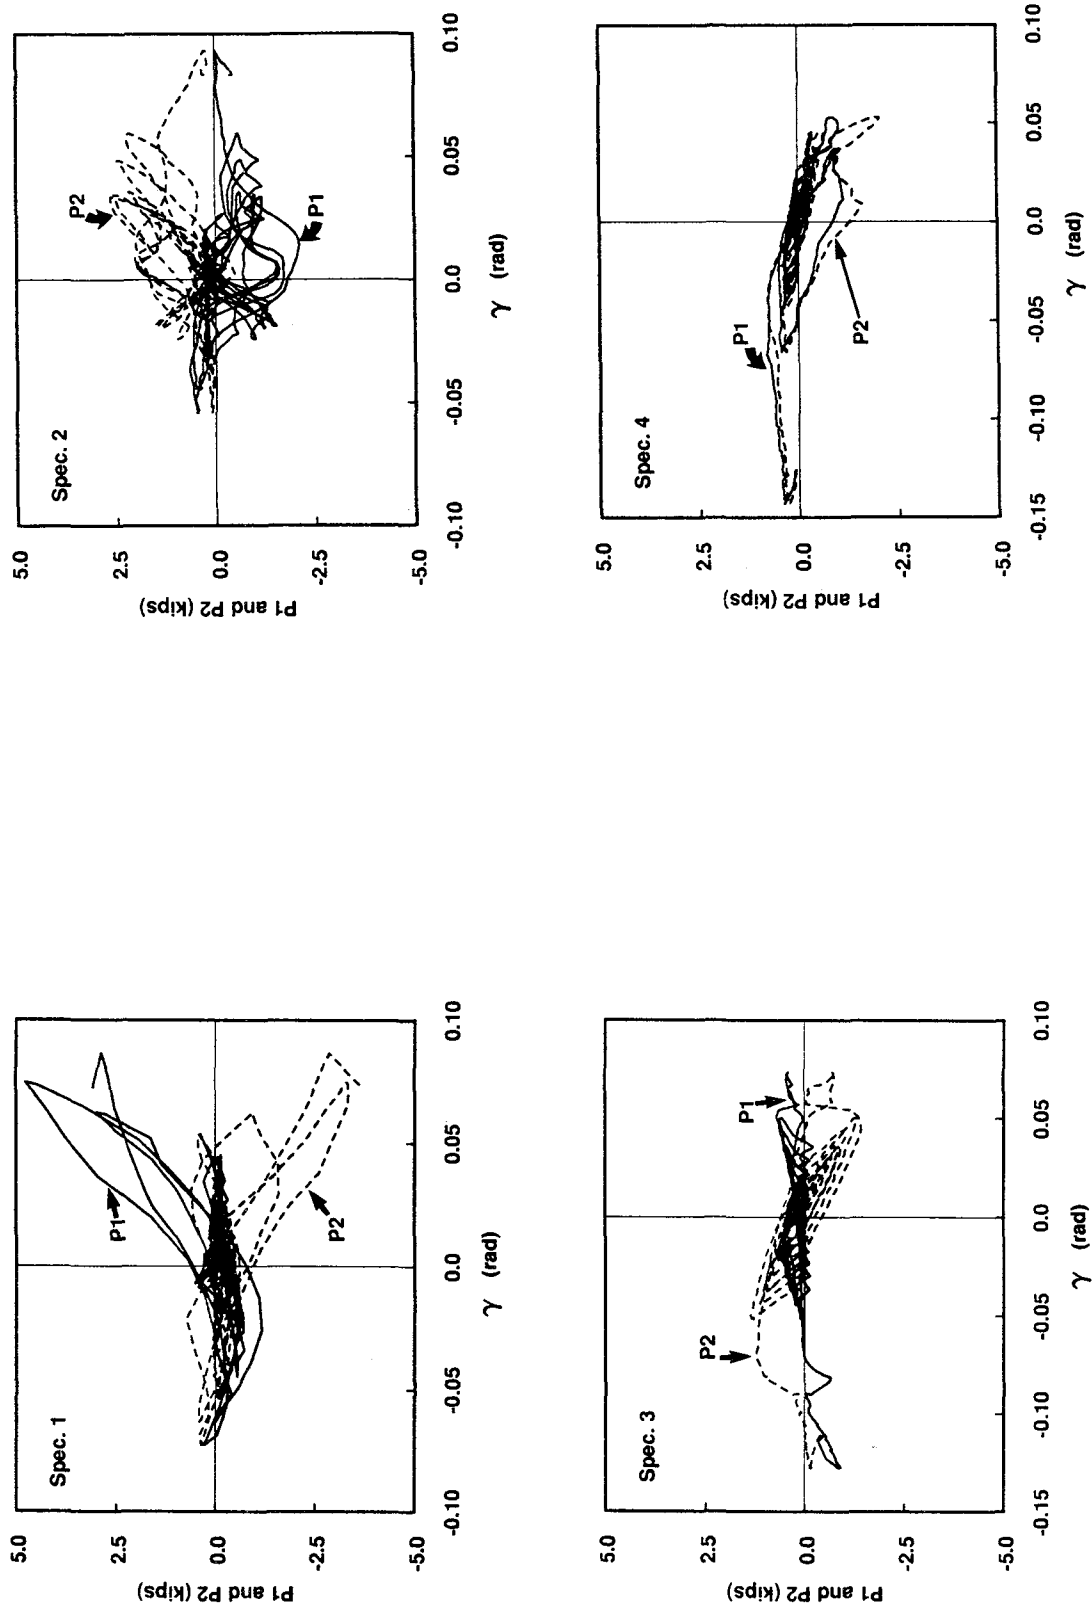 Spec. 1
5.0
2.5
0.0
-2.5
-5.0
P1 and P2 (kips)
P1
P2
-0.10
-0.05
0.0
0.05
0.10
γ (rad)
Spec. 2
5.0
2.5
0.0
-2.5
-5.0
P1 and P2 (kips)
P2
P1
-0.10
-0.05
0.0
0.05
0.10
γ (rad)
Spec. 3
5.0
2.5
0.0
-2.5
-5.0
P1 and P2 (kips)
P2
P1
-0.15
-0.10
-0.05
0.0
0.05
0.10
γ (rad)
Spec. 4
5.0
2.5
0.0
-2.5
-5.0
P1 and P2 (kips)
P1
P2
-0.15
-0.10
-0.05
0.0
0.05
0.10
γ (rad)